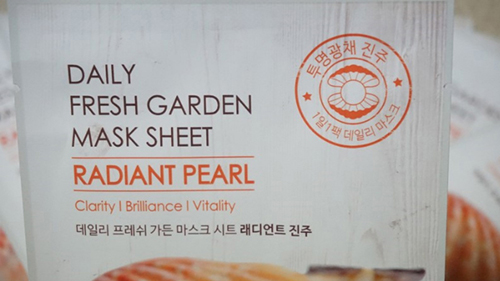 DAILY
FRESH GARDEN
MASK SHEET
RADIANT PEARL
Clarity | Brilliance | Vitality
데일리 프레쉬 가든 마스크 시트 래디언트 진주
투명광채 진주
1일1팩 데일리 마스크